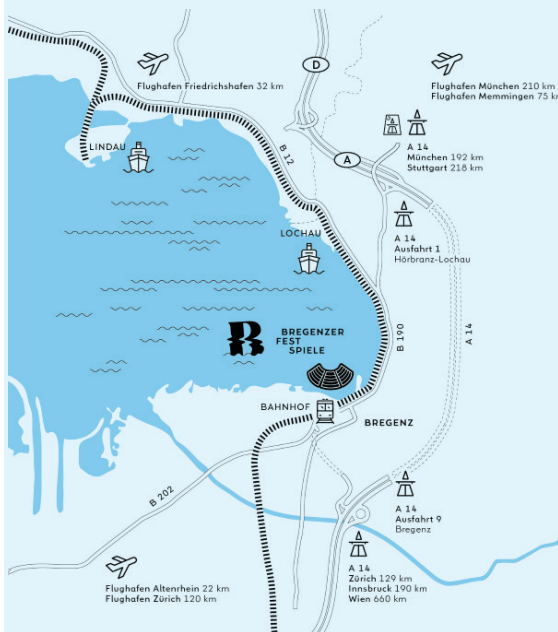 D
Flughafen Friedrichshafen 32 km
Flughafen München 210 km
Flughafen Memmingen 75 km
LINDAU
B 12
A
A 14
München 192 km
Stuttgart 218 km
A 14
Ausfahrt 1
Hörbranz-Lochau
LOCHAU
B
BREGENZER
FEST
SPIELE
B 190
A 14
BAHNHOF
BREGENZ
B 202
A 14
Ausfahrt 9
Bregenz
A 14
Zürich 129 km
Innsbruck 190 km
Wien 660 km
Flughafen Altenrhein 22 km
Flughafen Zürich 120 km